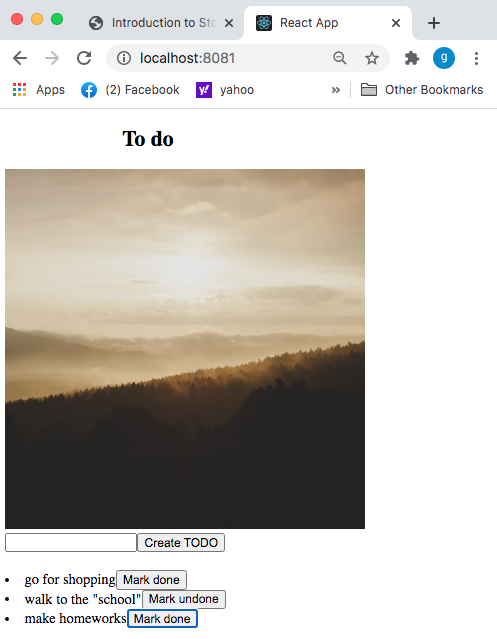 Introduction to Sto
React App
localhost:8081
g
Apps
(2) Facebook
y!
yahoo
»
Other Bookmarks
To do
Create TODO
go for shopping Mark done
walk to the "school" Mark undone
make homeworks Mark done